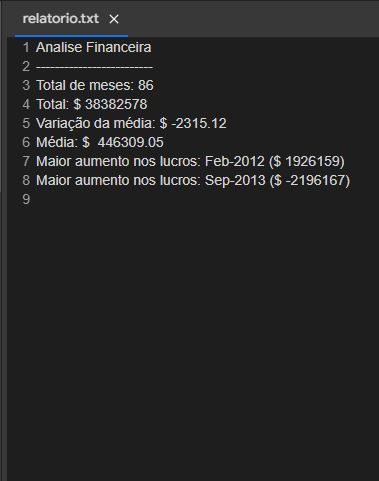 relatorio.txt ×
1 Analise Financeira
2 --------------------------
3 Total de meses: 86
4 Total: $ 38382578
5 Variação da média: $ -2315.12
6 Média: $  446309.05
7 Maior aumento nos lucros: Feb-2012 ($ 1926159)
8 Maior aumento nos lucros: Sep-2013 ($ -2196167)
9